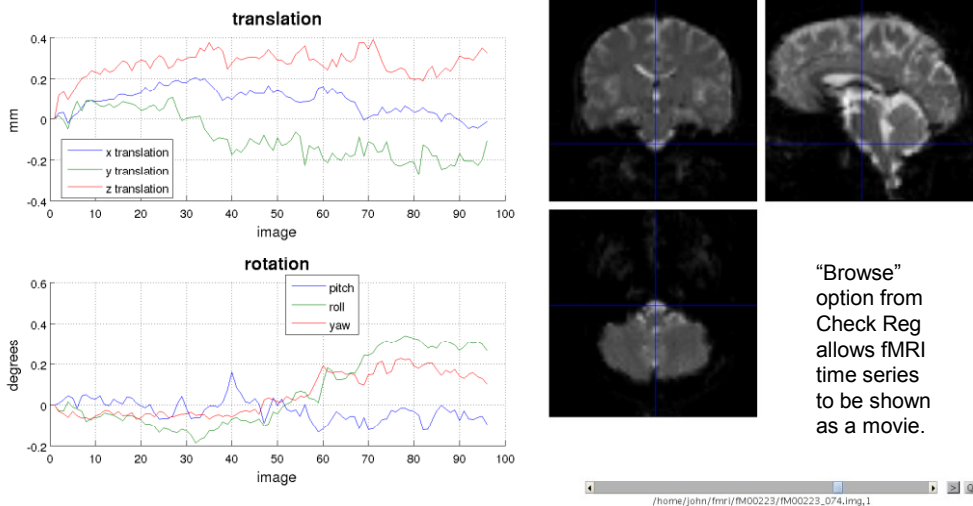 translation
0.4
0.2
0
-0.2
-0.4
mm
x translation
y translation
z translation
0 10 20 30 40 50 60 70 80 90 100
image
rotation
0.6
0.4
0.2
0
-0.2
degrees
pitch
roll
yaw
0 10 20 30 40 50 60 70 80 90 100
image
“Browse”
option from
Check Reg
allows fMRI
time series
to be shown
as a movie.
>
/home/john/fmri/fM00223/fM00223_074.img,1